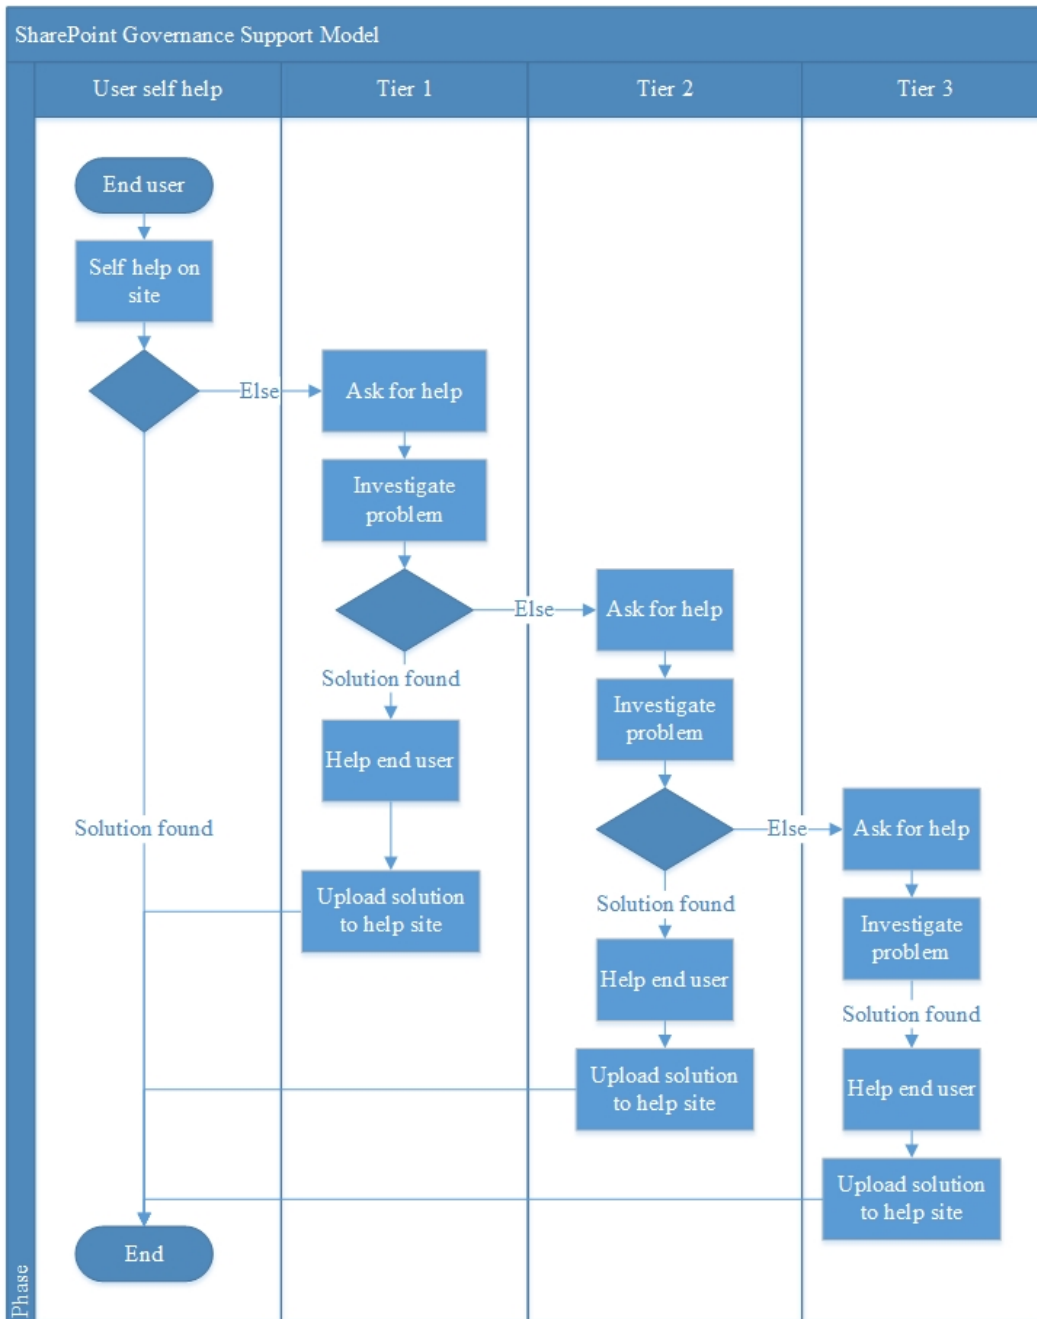 SharePoint Governance Support Model
User self help
Tier 1
Tier 2
Tier 3
End user
Self help on
site
Else
Ask for help
Investigate
problem
Else
Ask for help
Solution found
Investigate
problem
Help end user
Solution found
Else
Ask for help
Upload solution
to help site
Solution found
Investigate
problem
Help end user
Solution found
Upload solution
to help site
Help end user
Upload solution
to help site
End
Phase